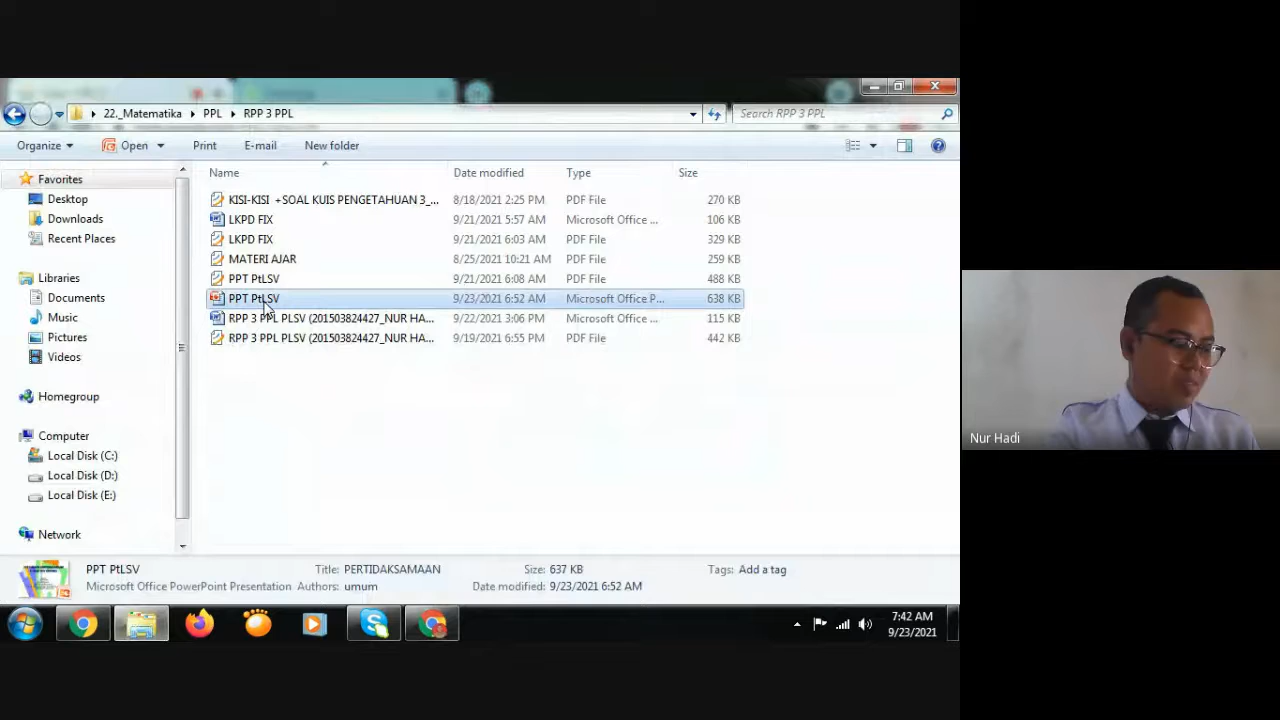 22._Matematika PPL RPP 3 PPL
Search RPP 3 PPL
Organize Open Print E-mail New folder
Favorites
Desktop
Downloads
Recent Places
Libraries
Documents
Music
Pictures
Videos
Homegroup
Computer
Local Disk (C:)
Local Disk (D:)
Local Disk (E:)
Network
Name Date modified Type Size
KISI-KISI +SOAL KUIS PENGETAHUAN 3_... 8/18/2021 2:25 PM PDF File 270 KB
LKPD FIX 9/21/2021 5:57 AM Microsoft Office ... 106 KB
LKPD FIX 9/21/2021 6:03 AM PDF File 329 KB
MATERI AJAR 8/25/2021 10:21 AM PDF File 259 KB
PPT PtLSV 9/21/2021 6:08 AM PDF File 488 KB
PPT PtLSV 9/23/2021 6:52 AM Microsoft Office P... 638 KB
RPP 3 PPL PLSV (201503824427_NUR HA... 9/22/2021 3:06 PM Microsoft Office ... 115 KB
RPP 3 PPL PLSV (201503824427_NUR HA... 9/19/2021 6:55 PM PDF File 442 KB
PPT PtLSV Title: PERTIDAKSAMAAN Size: 637 KB Tags: Add a tag
Microsoft Office PowerPoint Presentation Authors: umum Date modified: 9/23/2021 6:52 AM
7:42 AM
9/23/2021
Nur Hadi